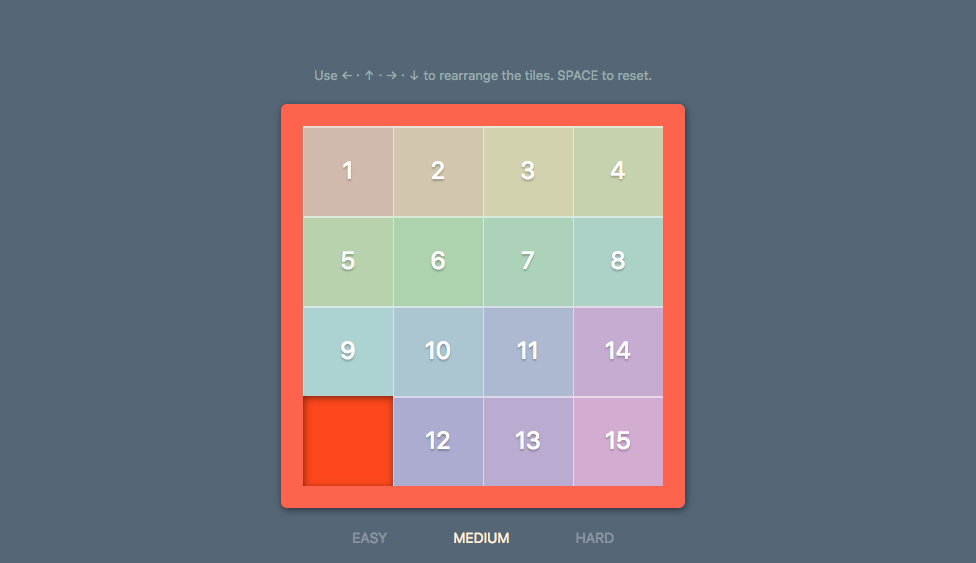 Use ← · ↑ · → · ↓ to rearrange the tiles. SPACE to reset.
1 2 3 4
5 6 7 8
9 10 11 14
12 13 15
EASY MEDIUM HARD